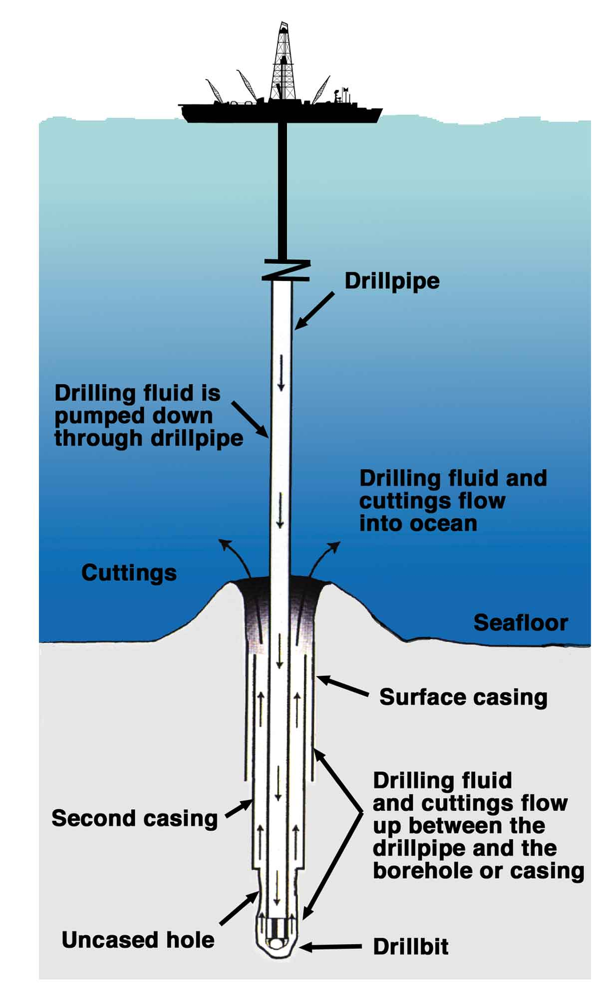 Drillpipe
Drilling fluid is
pumped down
through drillpipe
Drilling fluid and
cuttings flow
into ocean
Cuttings
Seafloor
Surface casing
Drilling fluid
and cuttings flow
up between the
drillpipe and the
borehole or casing
Second casing
Uncased hole
Drillbit